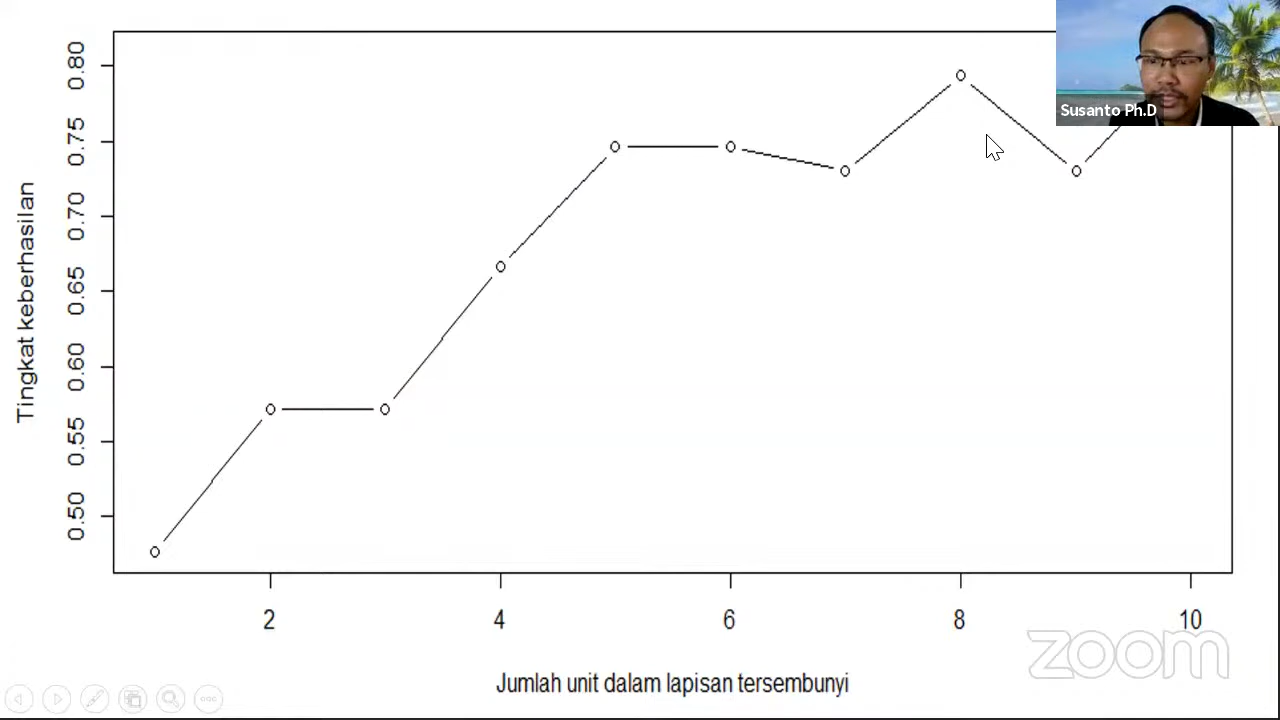 Susanto Ph.D
0.80
0.75
0.70
0.65
0.60
0.55
0.50
Tingkat keberhasilan
2 4 6 8 10
Jumlah unit dalam lapisan tersembunyi
zoom